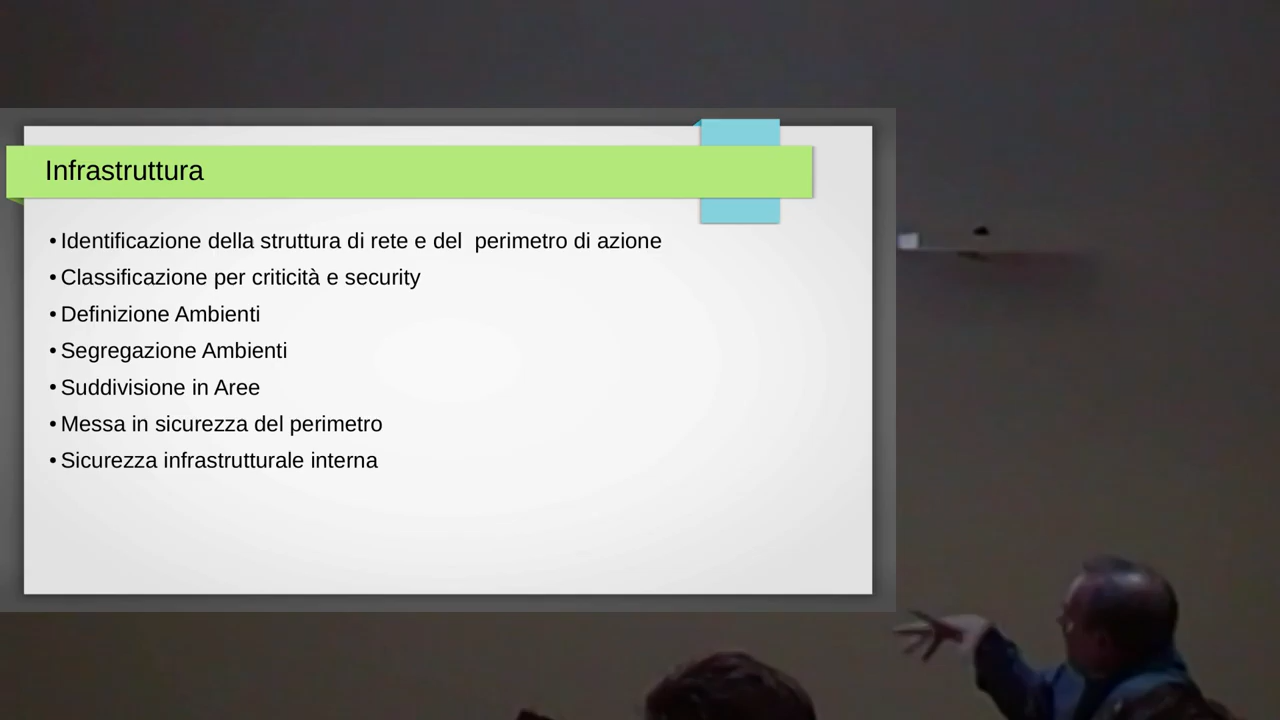 Infrastruttura
• Identificazione della struttura di rete e del  perimetro di azione
• Classificazione per criticità e security
• Definizione Ambienti
• Segregazione Ambienti
• Suddivisione in Aree
• Messa in sicurezza del perimetro
• Sicurezza infrastrutturale interna